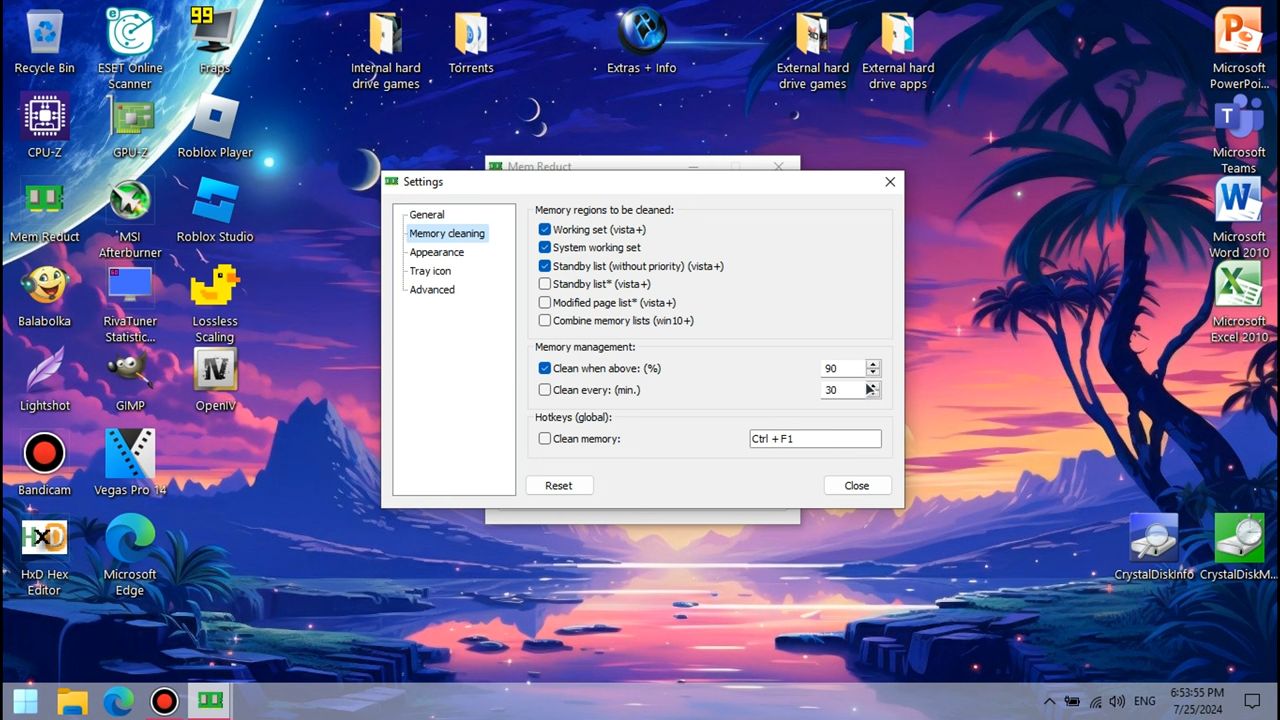 99
Recycle Bin
ESET Online
Scanner
Fraps
Internal hard
drive games
Torrents
Extras + Info
External hard
drive games
External hard
drive apps
Microsoft
PowerPoi...
CPU-Z
GPU-Z
Roblox Player
Microsoft
Teams
Mem Reduct
MSI
Afterburner
Roblox Studio
Microsoft
Word 2010
Balabolka
RivaTuner
Statistic...
Lossless
Scaling
Microsoft
Excel 2010
Lightshot
GIMP
OpenIV
Bandicam
Vegas Pro 14
HxD Hex
Editor
Microsoft
Edge
CrystalDiskInfo
CrystalDiskM...
Mem Reduct
Settings
General
Memory cleaning
Appearance
Tray icon
Advanced
Memory regions to be cleaned:
Working set (vista+)
System working set
Standby list (without priority) (vista+)
Standby list* (vista+)
Modified page list* (vista+)
Combine memory lists (win10+)
Memory management:
Clean when above: (%) 90
Clean every: (min.) 30
Hotkeys (global):
Clean memory: Ctrl + F1
Reset Close
ENG
6:53:55 PM
7/25/2024